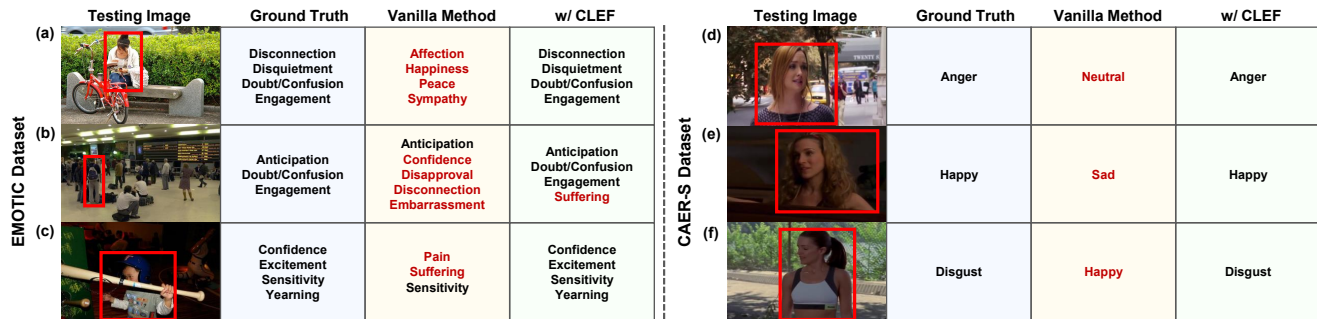 Testing Image Ground Truth Vanilla Method w/ CLEF
EMOTIC Dataset
(a)
Disconnection
Disquietment
Doubt/Confusion
Engagement
Affection
Happiness
Peace
Sympathy
Disconnection
Disquietment
Doubt/Confusion
Engagement
(b)
Anticipation
Doubt/Confusion
Engagement
Anticipation
Confidence
Disapproval
Disconnection
Embarrassment
Anticipation
Doubt/Confusion
Engagement
Suffering
(c)
Confidence
Excitement
Sensitivity
Yearning
Pain
Suffering
Sensitivity
Confidence
Excitement
Sensitivity
Yearning
Testing Image Ground Truth Vanilla Method w/ CLEF
CAER-S Dataset
(d)
TWENTY
Anger
Neutral
Anger
(e)
Happy
Sad
Happy
(f)
Disgust
Happy
Disgust